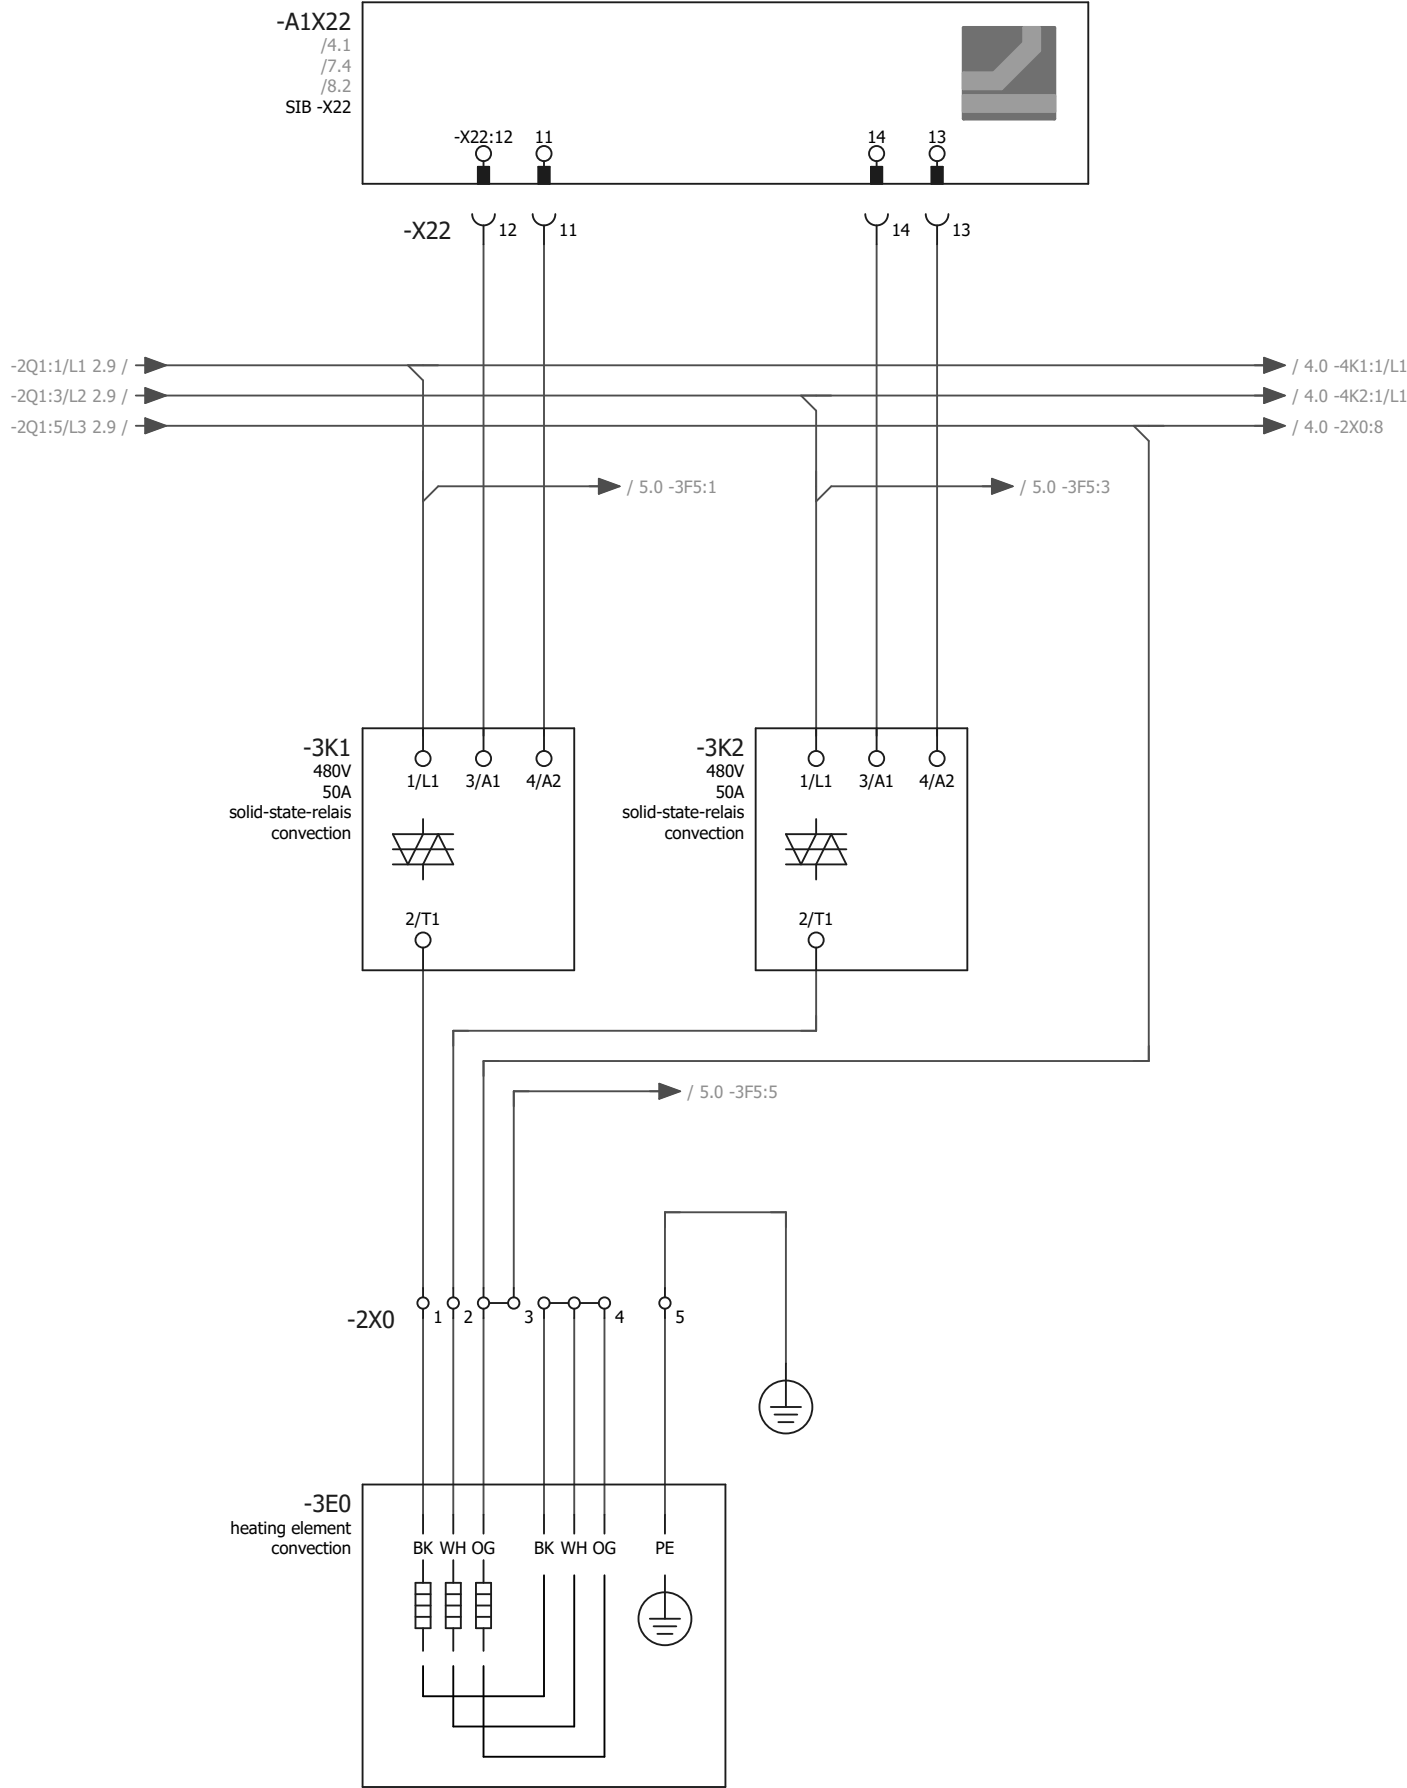 -A1X22
/4.1
/7.4
/8.2
SIB -X22
-X22:12 11 14 13
-X22 12 11 14 13
-2Q1:1/L1 2.9 / / 4.0 -4K1:1/L1
-2Q1:3/L2 2.9 / / 4.0 -4K2:1/L1
-2Q1:5/L3 2.9 / / 4.0 -2X0:8
/ 5.0 -3F5:1 / 5.0 -3F5:3
-3K1
480V
50A
solid-state-relais
convection
1/L1 3/A1 4/A2
2/T1
-3K2
480V
50A
solid-state-relais
convection
1/L1 3/A1 4/A2
2/T1
/ 5.0 -3F5:5
-2X0 1 2 3 4 5
-3E0
heating element
convection
BK WH OG BK WH OG PE